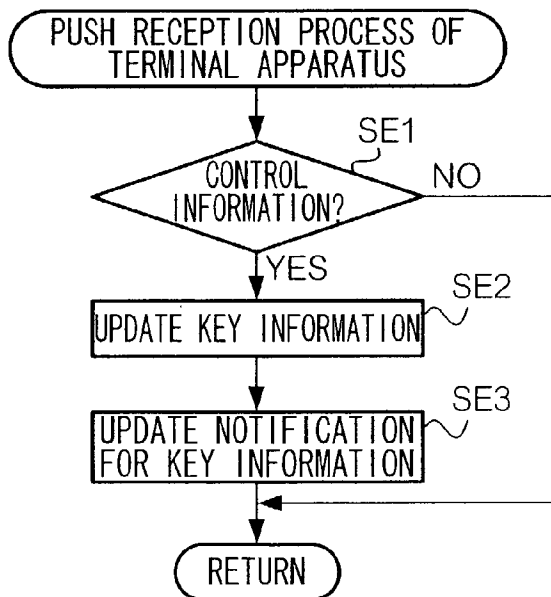 PUSH RECEPTION PROCESS OF
TERMINAL APPARATUS
SE1
CONTROL
INFORMATION?
NO
YES
SE2
UPDATE KEY INFORMATION
SE3
UPDATE NOTIFICATION
FOR KEY INFORMATION
RETURN